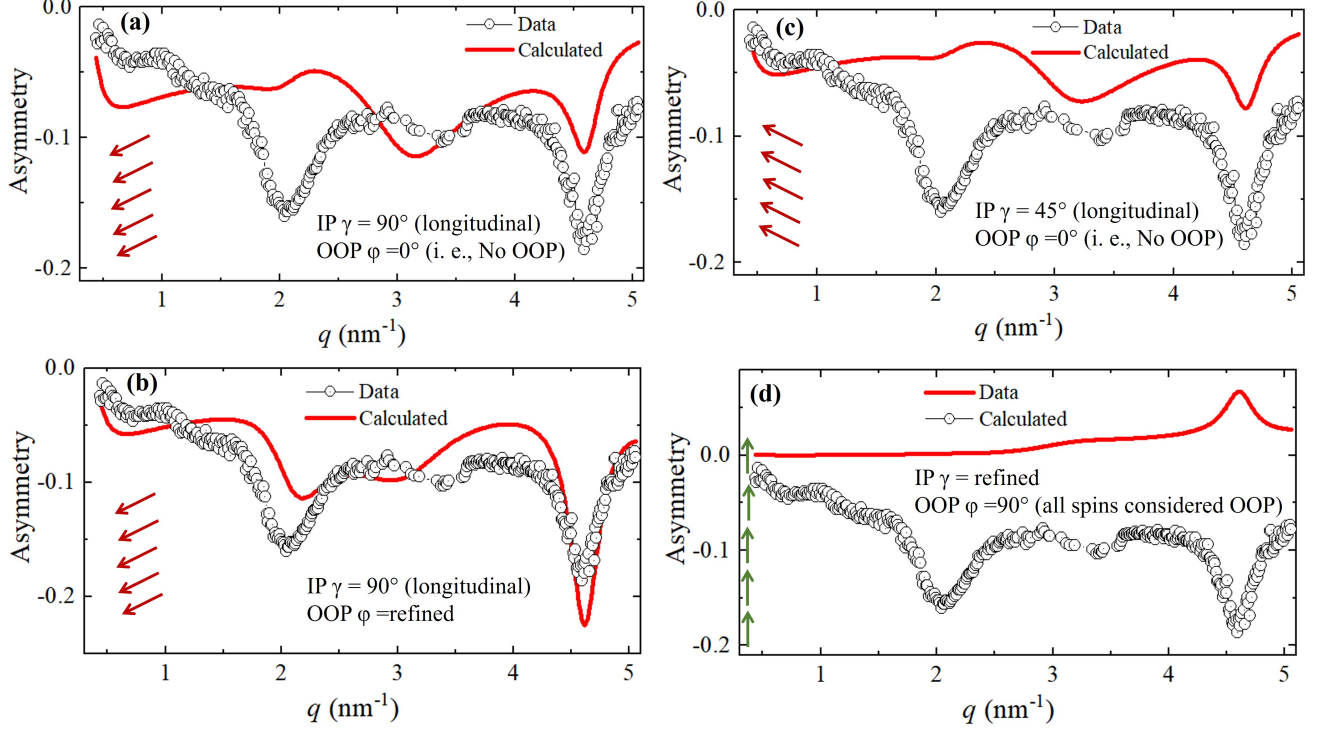 (a)
Data
Calculated
0.0
-0.1
-0.2
Asymmetry
IP γ = 90° (longitudinal)
OOP φ =0° (i. e., No OOP)
1 2 3 4 5
q (nm-1)
(c)
Data
Calculated
0.0
-0.1
-0.2
Asymmetry
IP γ = 45° (longitudinal)
OOP φ =0° (i. e., No OOP)
1 2 3 4 5
q (nm-1)
(b)
Data
Calculated
0.0
-0.1
-0.2
Asymmetry
IP γ = 90° (longitudinal)
OOP φ =refined
1 2 3 4 5
q (nm-1)
(d)
Data
Calculated
0.0
-0.1
-0.2
Asymmetry
IP γ = refined
OOP φ =90° (all spins considered OOP)
1 2 3 4 5
q (nm-1)